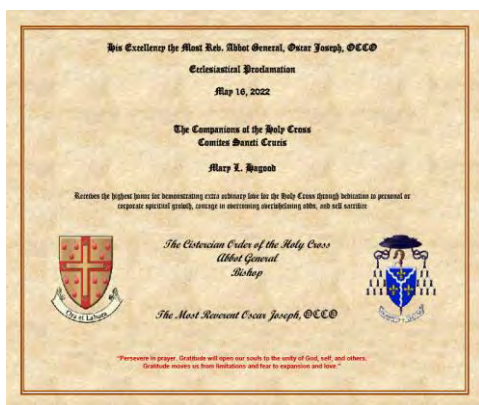 His Excellency the Most Rev. Abbot General, Oscar Joseph, OCCO
Ecclesiastical Proclamation
May 16, 2022
The Companions of the Holy Cross
Comites Sancti Crucis
Mary L. Hagood
Receives the highest honor for demonstrating extra ordinary love for the Holy Cross through dedication to personal or
corporate spiritual growth, courage in overcoming overwhelming odds, and self sacrifice
The Cistercian Order of the Holy Cross
Abbot General
Bishop
Ora et Labora
The Most Reverent Oscar Joseph, OCCO
"Persevere in prayer. Gratitude will open our souls to the unity of God, self, and others.
Gratitude moves us from limitations and fear to expansion and love."